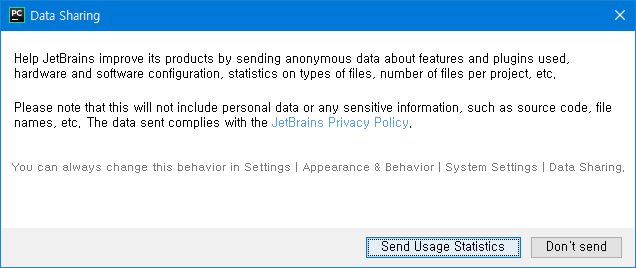 PC Data Sharing
Help JetBrains improve its products by sending anonymous data about features and plugins used,
hardware and software configuration, statistics on types of files, number of files per project, etc.
Please note that this will not include personal data or any sensitive information, such as source code, file
names, etc. The data sent complies with the JetBrains Privacy Policy.
You can always change this behavior in Settings | Appearance & Behavior | System Settings | Data Sharing.
Send Usage Statistics Don't send